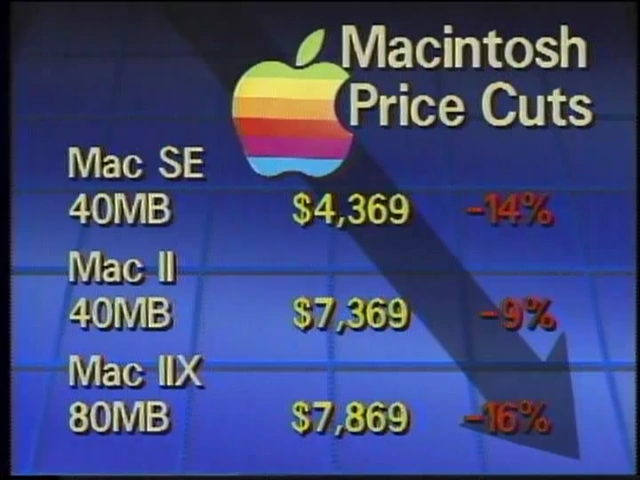 Macintosh
Price Cuts
Mac SE
40MB $4,369 -14%
Mac II
40MB $7,369 -9%
Mac IIX
80MB $7,869 -16%